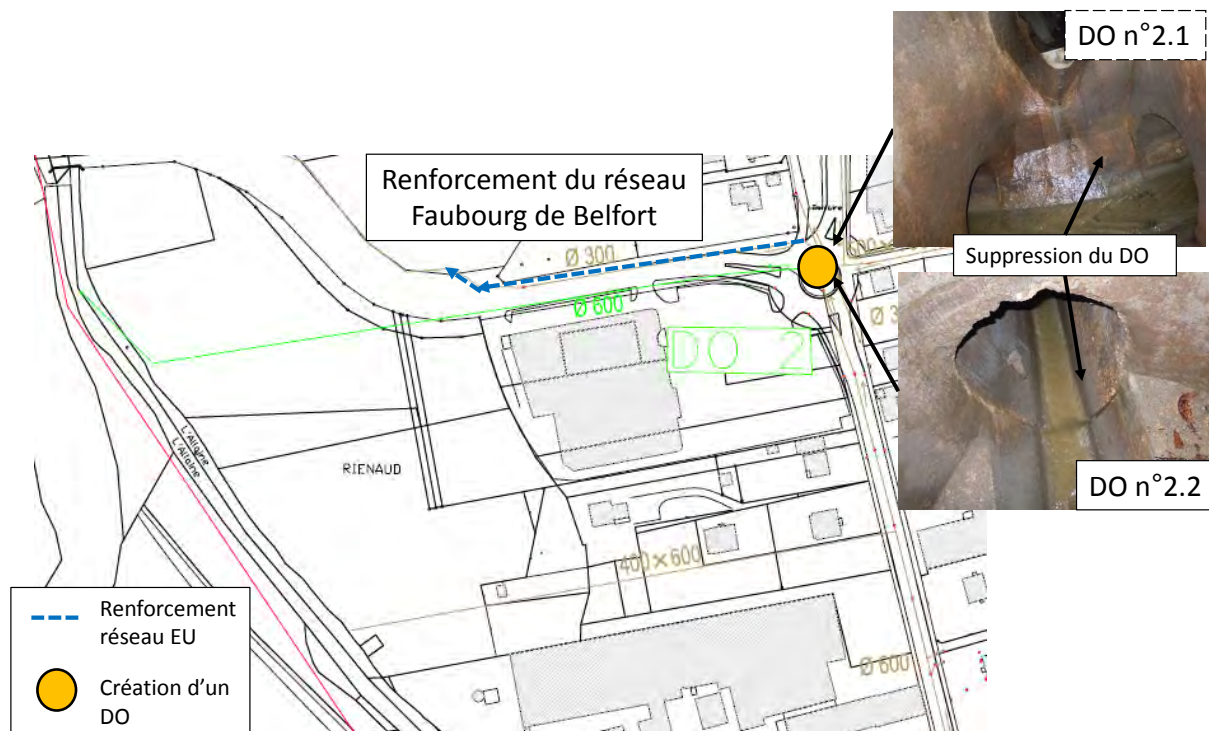 DO n°2.1
Renforcement du réseau
Faubourg de Belfort
Ø 300
Suppression du DO
Ø 600
DO 2
L'Allaine
L'Allaine
RIENAUD
DO n°2.2
400×600
Ø 600
Renforcement
réseau EU
Création d'un
DO